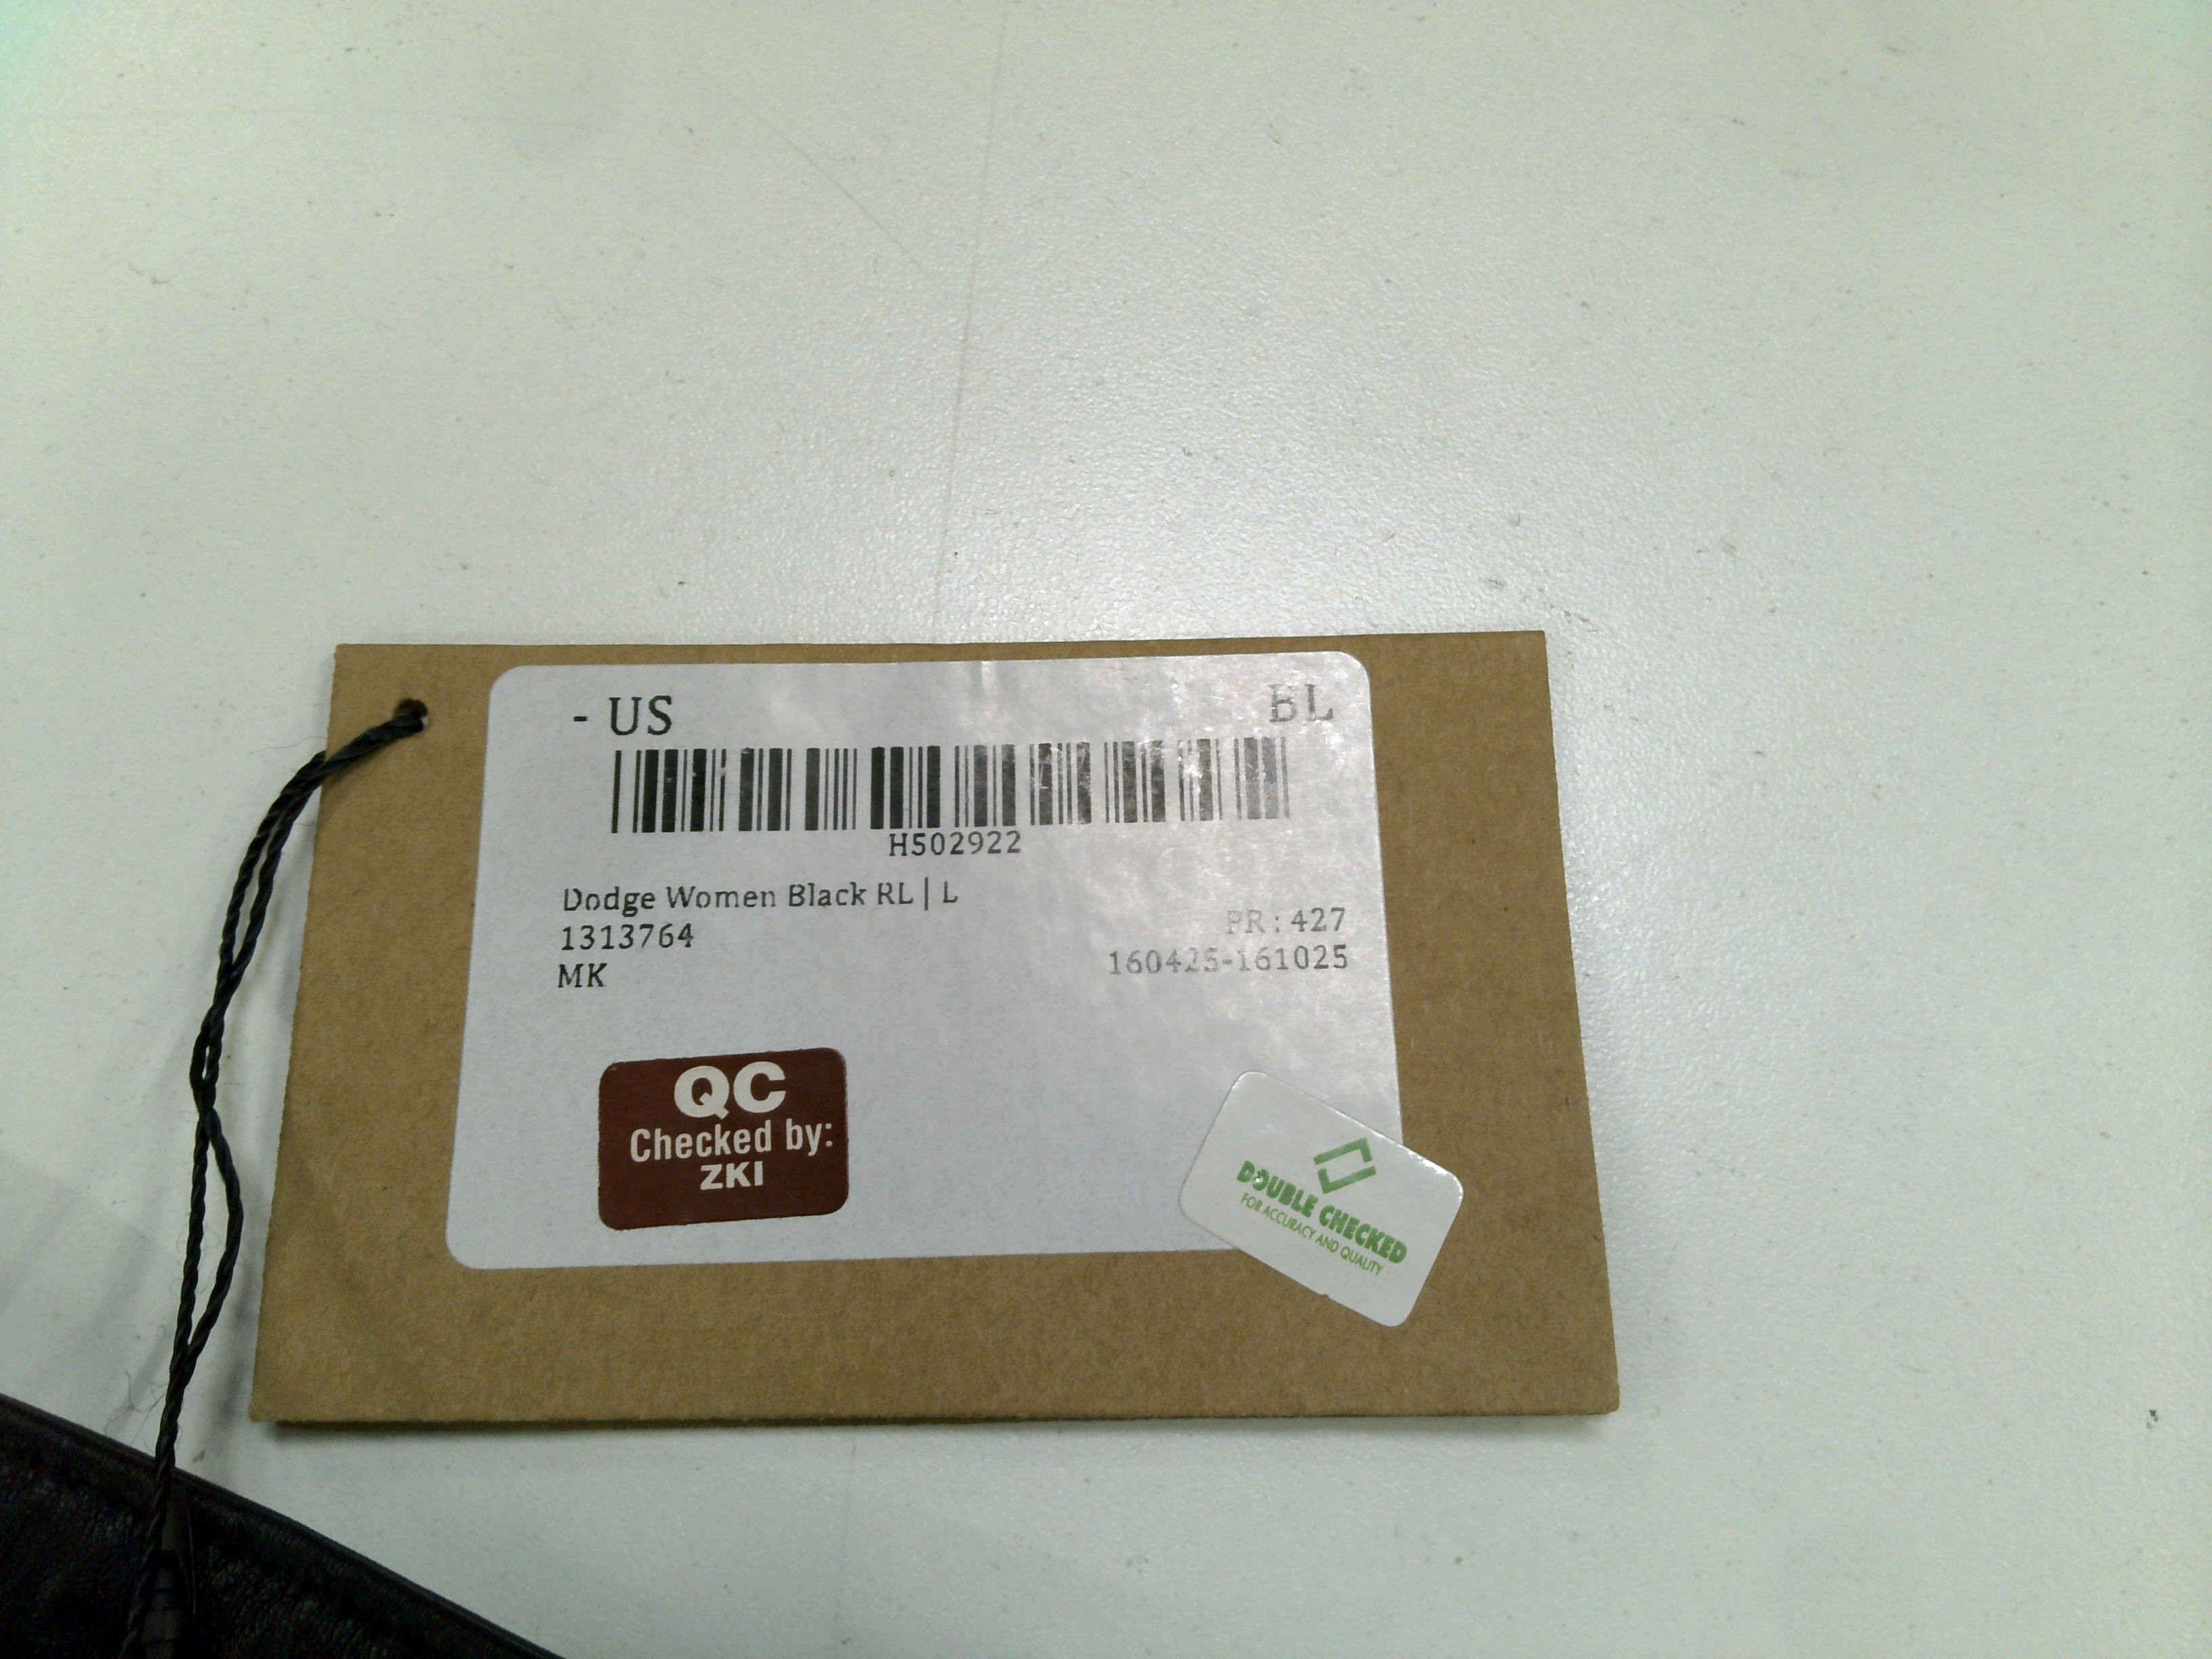 - US BL
H502922
Dodge Women Black RL | L
1313764 PR : 427
MK 160425-161025
QC
Checked by:
ZKI
DOUBLE CHECKED
FOR ACCURACY AND QUALITY